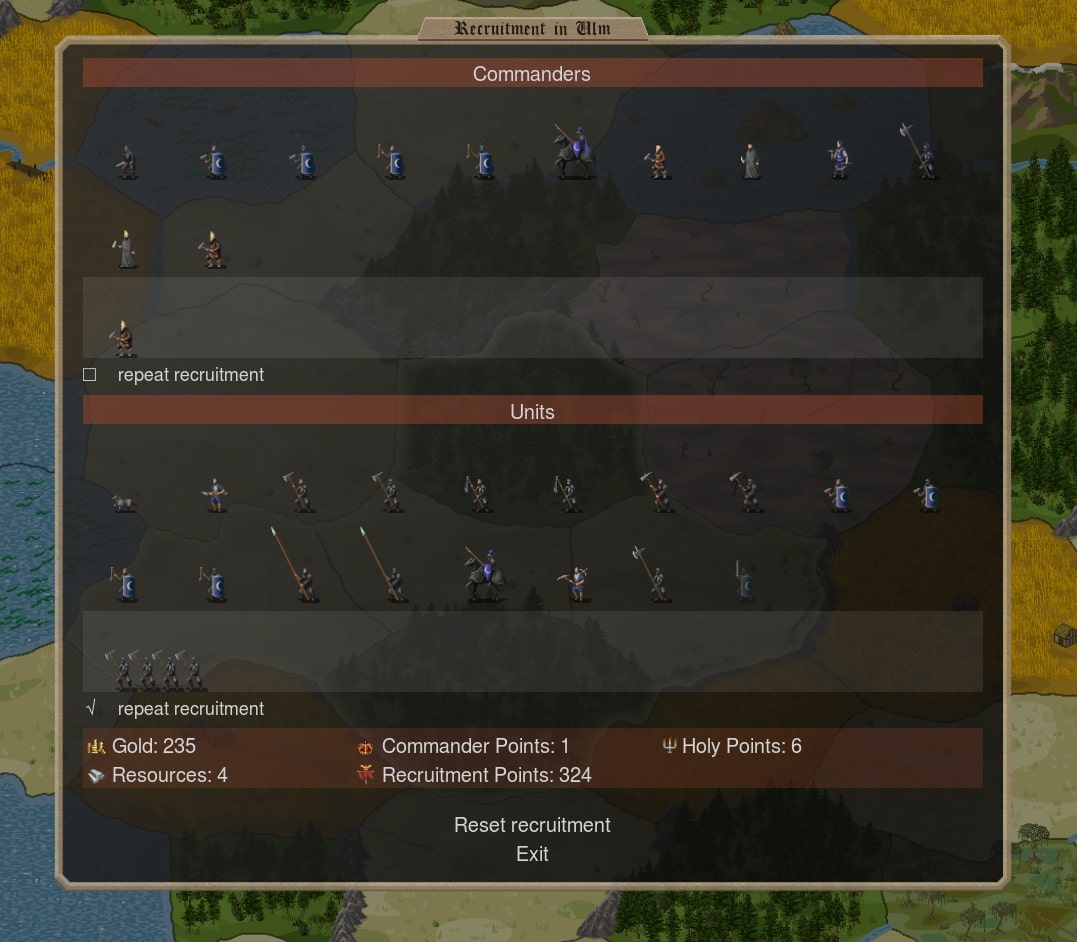 Recruitment in Ulm
Commanders
repeat recruitment
Units
√ repeat recruitment
Gold: 235 Commander Points: 1 Holy Points: 6
Resources: 4 Recruitment Points: 324
Reset recruitment
Exit